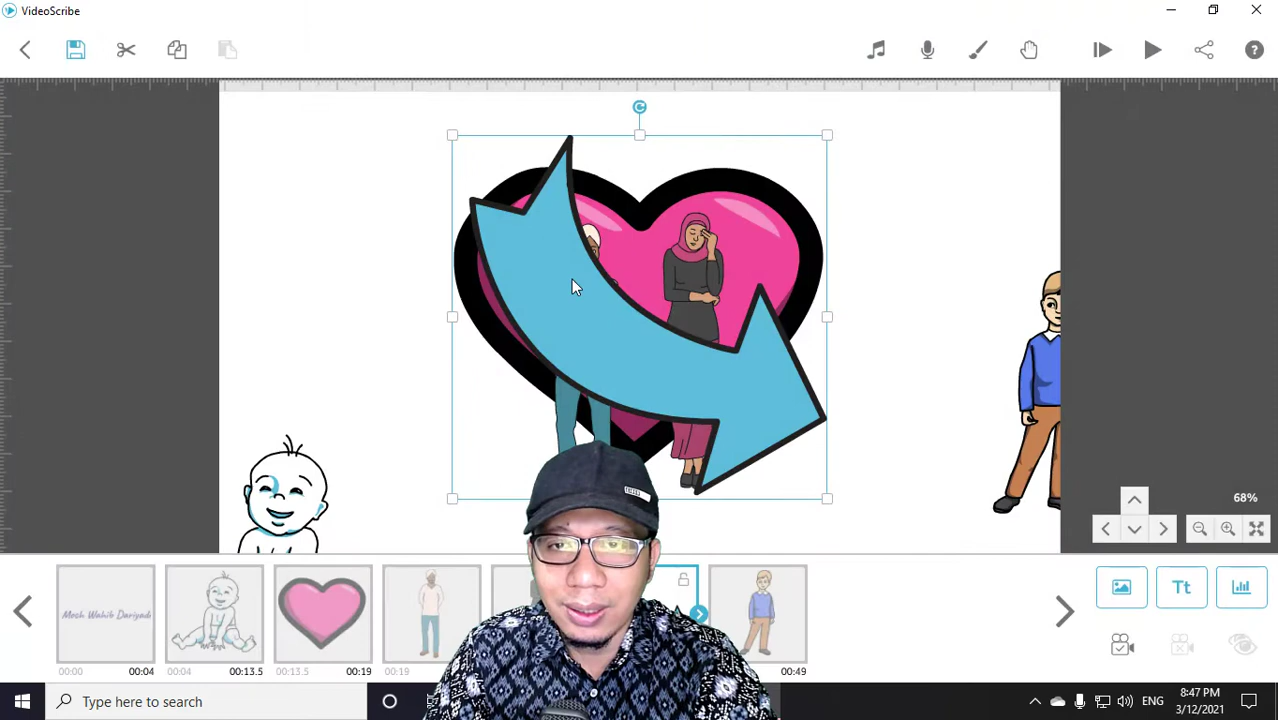 VideoScribe
Tt
68%
Moch Wahib Dariyadi
00:00
00:04
00:04
00:13.5
00:13.5
00:19
00:19
00:49
Type here to search
ENG
8:47 PM
3/12/2021